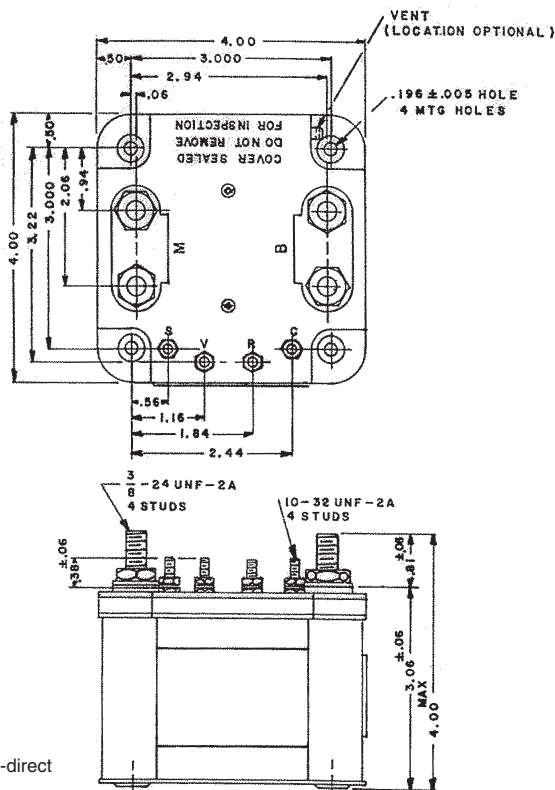 VENT
(LOCATION OPTIONAL)
4.00
.50
3.000
2.94
.06
.196 ±.005 HOLE
4 MTG HOLES
COVER SEALED
DO NOT REMOVE
FOR INSPECTION
.50
.94
2.06
3.000
3.22
4.00
M
B
S
V
R
C
.56
1.16
1.84
2.44
3/8 -24 UNF-2A
4 STUDS
10-32 UNF-2A
4 STUDS
±.06
.38
±.06
.81
±.06
3.06
MAX
4.00
-direct